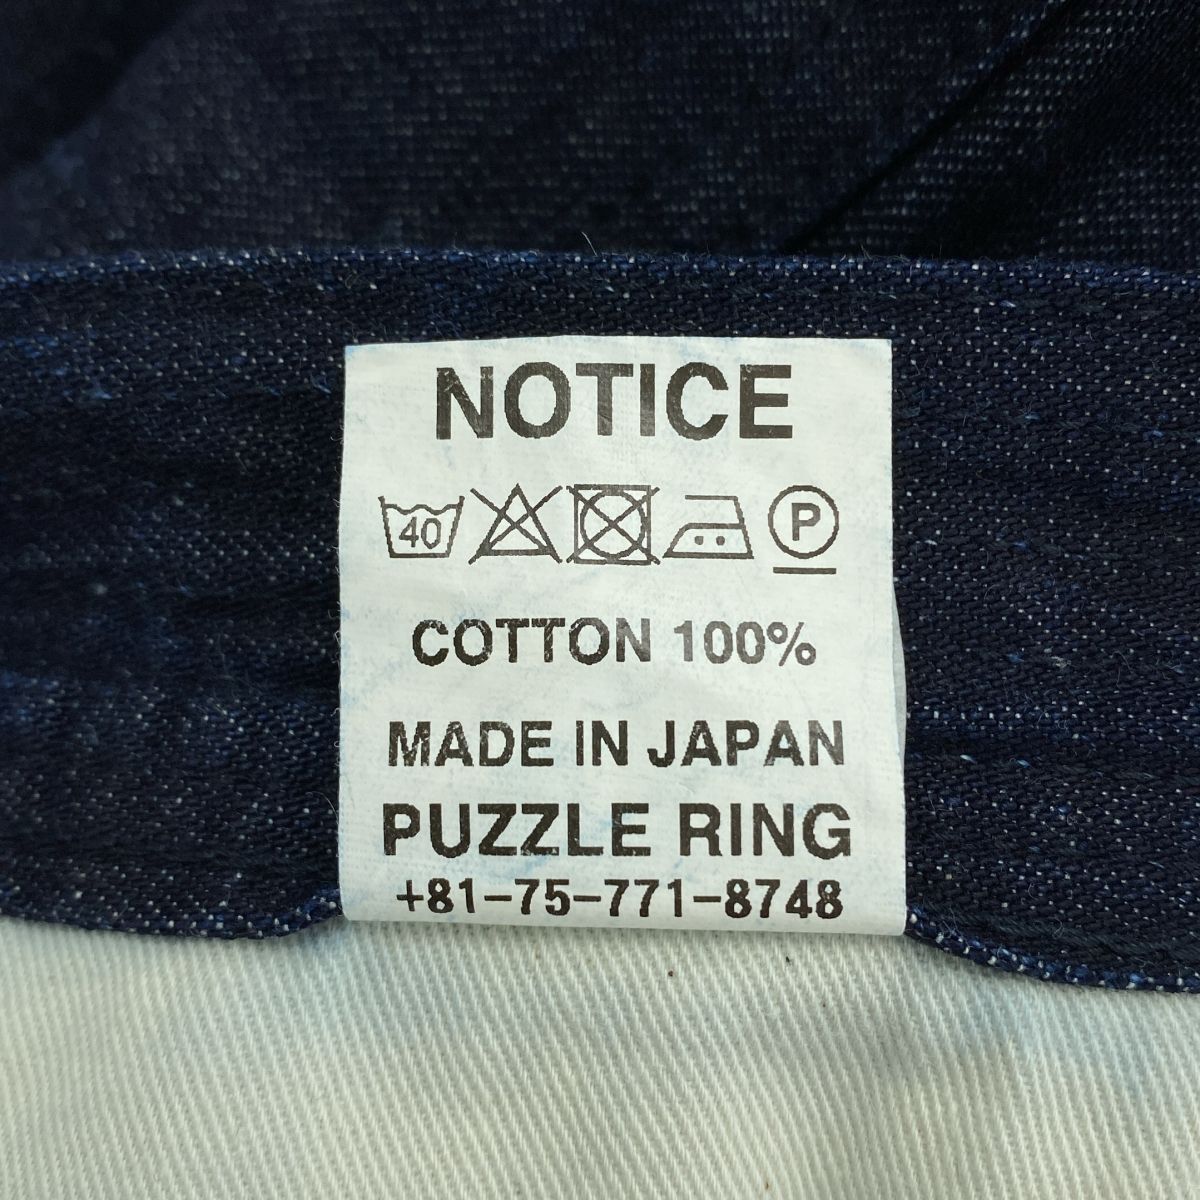 NOTICE
40 P
COTTON 100%
MADE IN JAPAN
PUZZLE RING
+81-75-771-8748